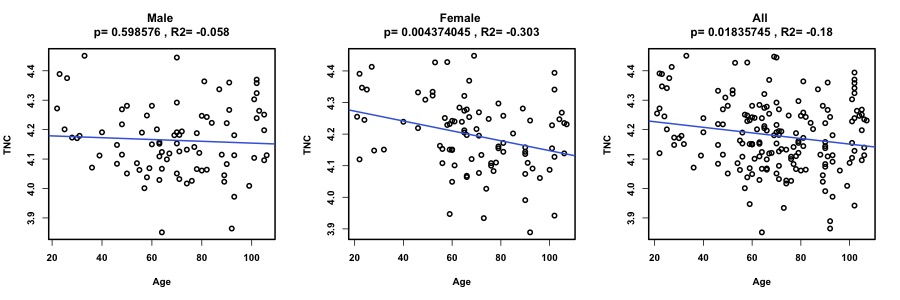 Male
p= 0.598576 , R2= -0.058
TNC
4.4
4.3
4.2
4.1
4.0
3.9
20 40 60 80 100
Age
Female
p= 0.004374045 , R2= -0.303
TNC
4.4
4.3
4.2
4.1
4.0
3.9
20 40 60 80 100
Age
All
p= 0.01835745 , R2= -0.18
TNC
4.4
4.3
4.2
4.1
4.0
3.9
20 40 60 80 100
Age